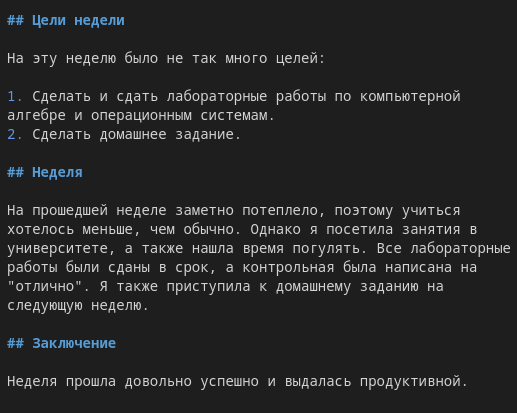 ## Цели недели
На эту неделю было не так много целей:
1. Сделать и сдать лабораторные работы по компьютерной
алгебре и операционным системам.
2. Сделать домашнее задание.
## Неделя
На прошедшей неделе заметно потеплело, поэтому учиться
хотелось меньше, чем обычно. Однако я посетила занятия в
университете, а также нашла время погулять. Все лабораторные
работы были сданы в срок, а контрольная была написана на
"отлично". Я также приступила к домашнему заданию на
следующую неделю.
## Заключение
Неделя прошла довольно успешно и выдалась продуктивной.